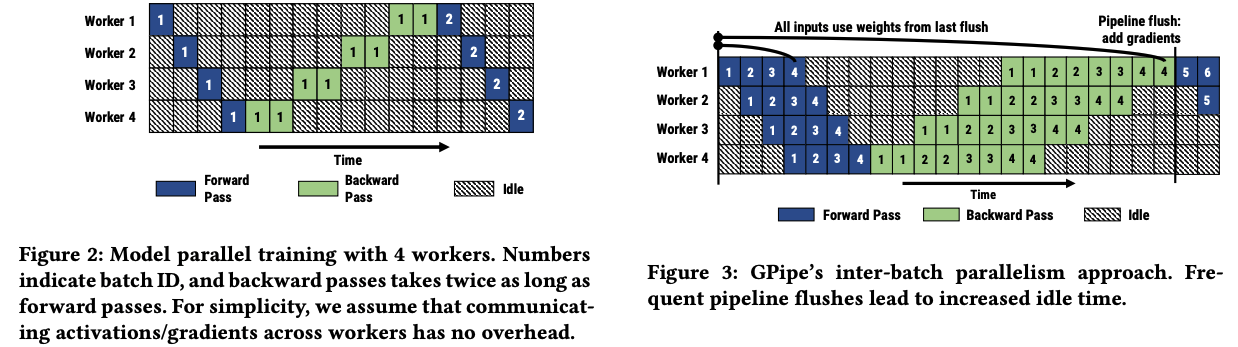 Worker 1 1 1 1 2
Worker 2 1 1 1 2
Worker 3 1 1 1 2
Worker 4 1 1 1 2
Time
Forward Pass
Backward Pass
Idle
Figure 2: Model parallel training with 4 workers. Numbers
indicate batch ID, and backward passes takes twice as long as
forward passes. For simplicity, we assume that communicat-
ing activations/gradients across workers has no overhead.
All inputs use weights from last flush
Pipeline flush:
add gradients
Worker 1 1 2 3 4 1 1 2 2 3 3 4 4 5 6
Worker 2 1 2 3 4 1 1 2 2 3 3 4 4 5
Worker 3 1 2 3 4 1 1 2 2 3 3 4 4
Worker 4 1 2 3 4 1 1 2 2 3 3 4 4
Time
Forward Pass
Backward Pass
Idle
Figure 3: GPipe's inter-batch parallelism approach. Fre-
quent pipeline flushes lead to increased idle time.